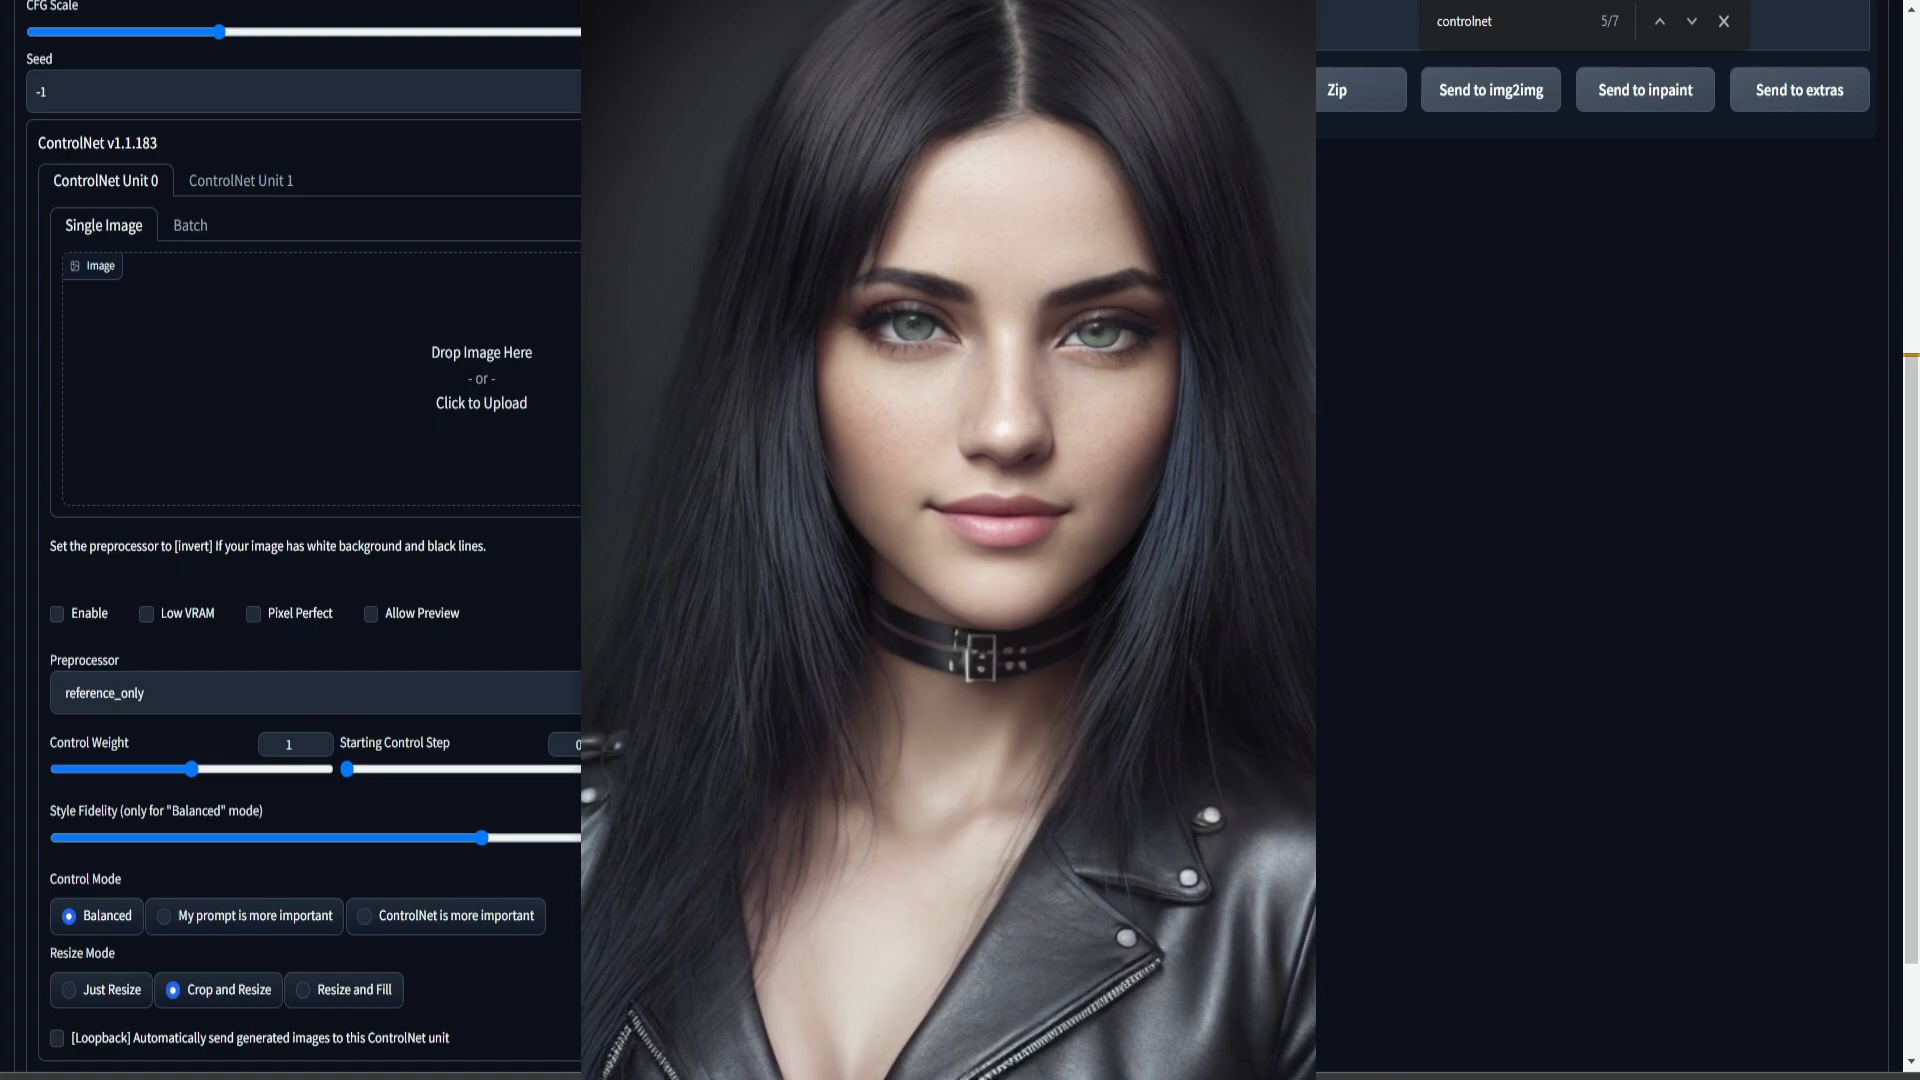 CFG Scale
controlnet 5/7
Seed
-1
Zip Send to img2img Send to inpaint Send to extras
ControlNet v1.1.183
ControlNet Unit 0 ControlNet Unit 1
Single Image Batch
Image
Drop Image Here
- or -
Click to Upload
Set the preprocessor to [invert] If your image has white background and black lines.
Enable Low VRAM Pixel Perfect Allow Preview
Preprocessor
reference_only
Control Weight 1 Starting Control Step 0
Style Fidelity (only for "Balanced" mode)
Control Mode
Balanced My prompt is more important ControlNet is more important
Resize Mode
Just Resize Crop and Resize Resize and Fill
[Loopback] Automatically send generated images to this ControlNet unit